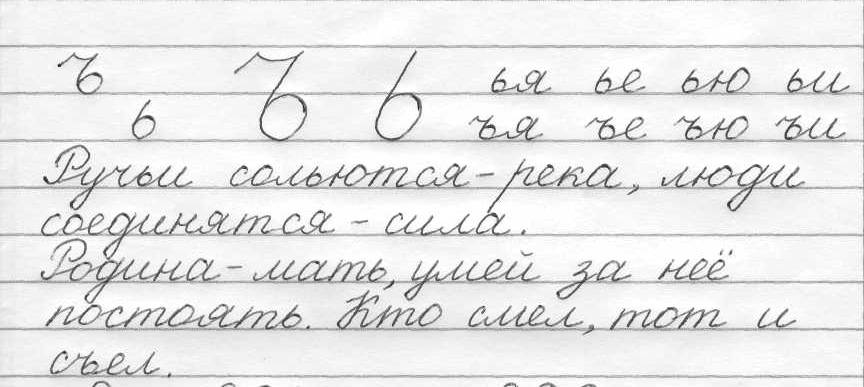 ъ Ъ Ь ья ье ью ьи
ь ъя ъе ъю ъи
Ручьи сольются - река, люди
соединятся - сила.
Родина - мать, умей за неё
постоять. Кто смел, тот и
съел.